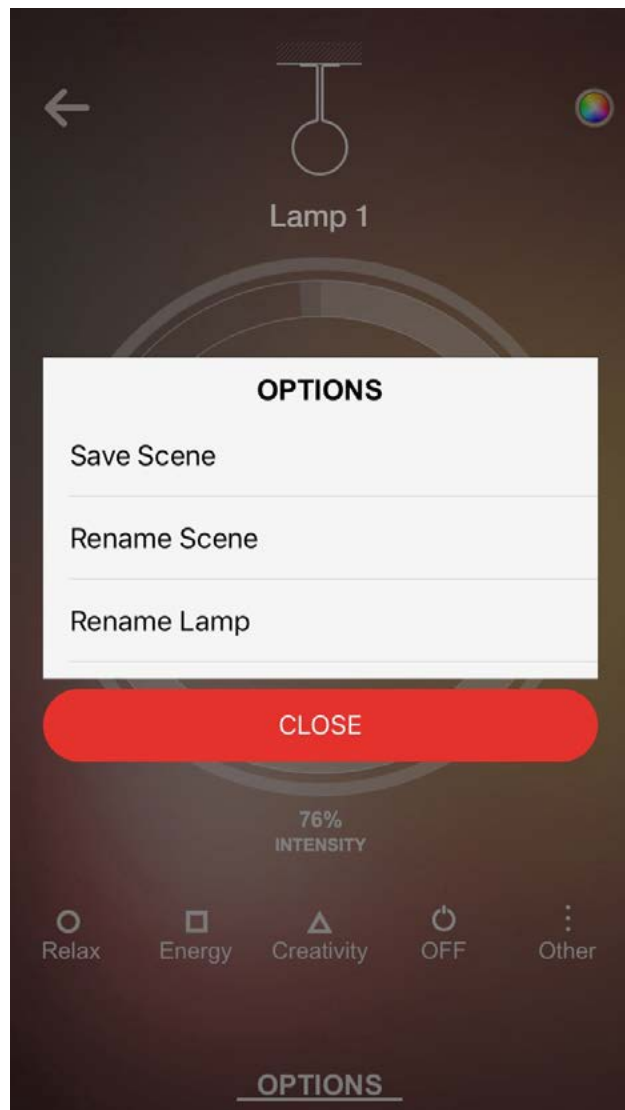 Lamp 1
OPTIONS
Save Scene
Rename Scene
Rename Lamp
CLOSE
76%
INTENSITY
Relax Energy Creativity OFF Other
OPTIONS